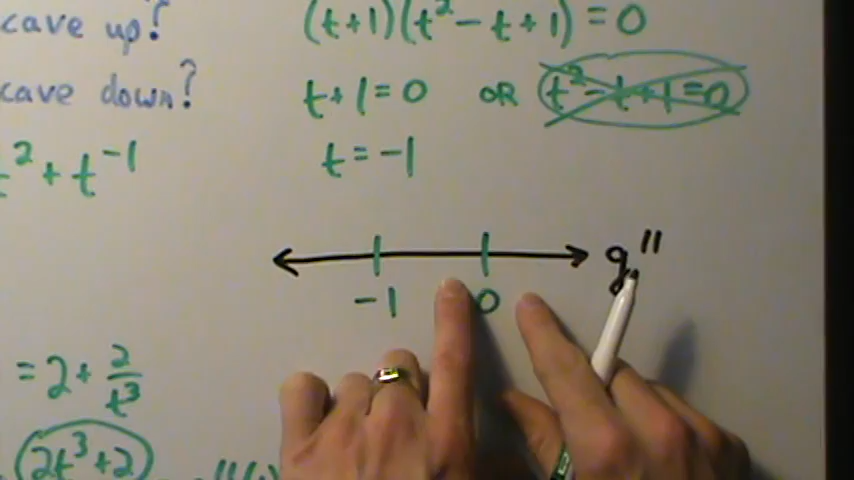 cave up?
(t+1)(t² - t + 1) = 0
cave down?
t+1 = 0 OR t² - t + 1 = 0
t² + t⁻¹
t = -1
g''
-1 0
= 2 + 2/t³
2t³+2